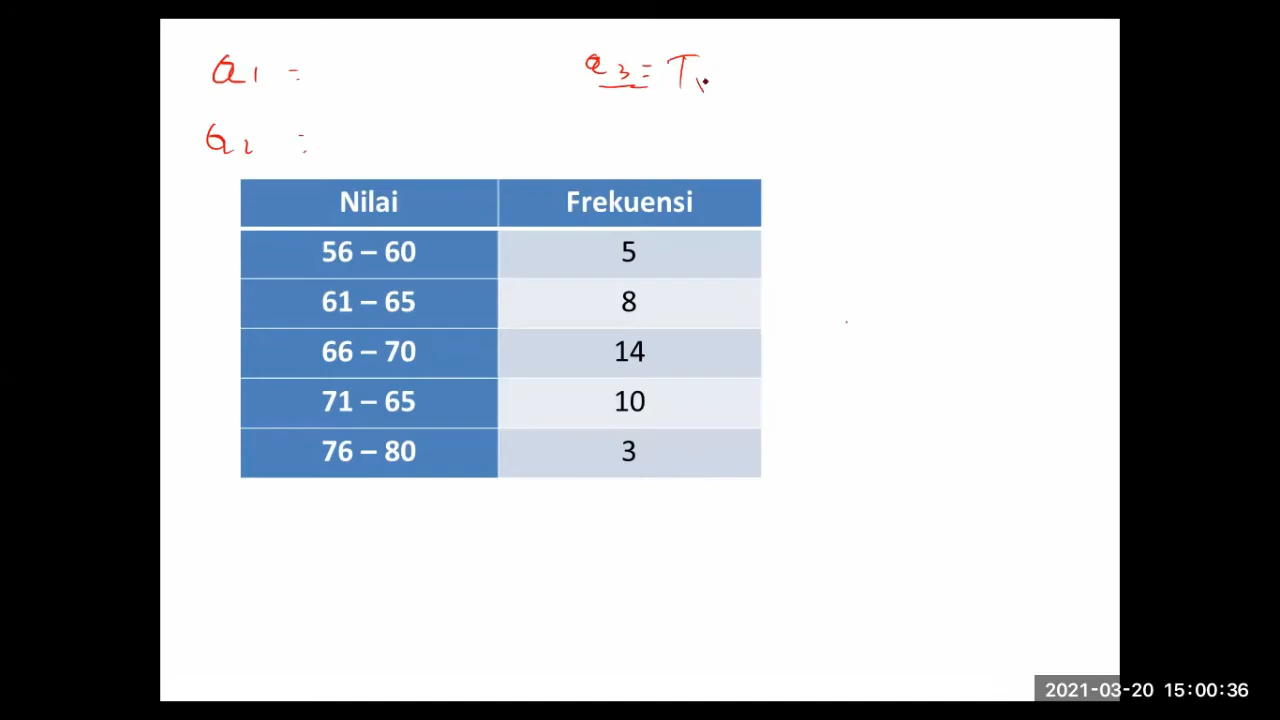 Q1 =
Q3 = T
Q2 =
Nilai Frekuensi
56 – 60 5
61 – 65 8
66 – 70 14
71 – 65 10
76 – 80 3
2021-03-20 15:00:36